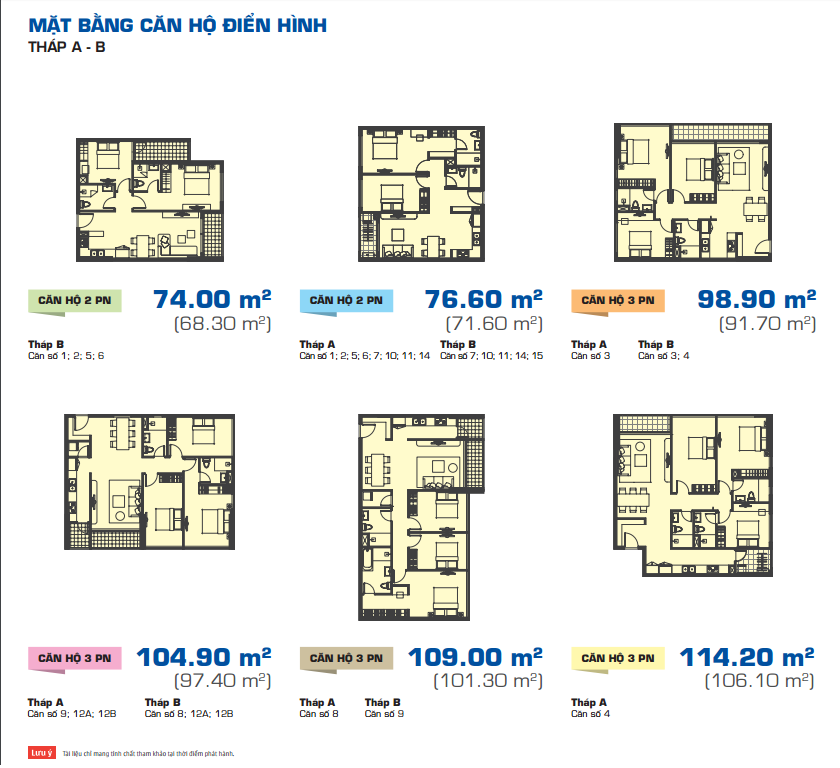 MẶT BẰNG CĂN HỘ ĐIỂN HÌNH
THÁP A - B
CĂN HỘ 2 PN
74.00 m²
(68.30 m²)
Tháp B
Căn số 1; 2; 5; 6
CĂN HỘ 2 PN
76.60 m²
(71.60 m²)
Tháp A
Căn số 1; 2; 5; 6; 7; 10; 11; 14
Tháp B
Căn số 7; 10; 11; 14; 15
CĂN HỘ 3 PN
98.90 m²
(91.70 m²)
Tháp A
Căn số 3
Tháp B
Căn số 3; 4
CĂN HỘ 3 PN
104.90 m²
(97.40 m²)
Tháp A
Căn số 9; 12A; 12B
Tháp B
Căn số 8; 12A; 12B
CĂN HỘ 3 PN
109.00 m²
(101.30 m²)
Tháp A
Căn số 8
Tháp B
Căn số 9
CĂN HỘ 3 PN
114.20 m²
(106.10 m²)
Tháp A
Căn số 4
Lưu ý Tài liệu chỉ mang tính chất tham khảo tại thời điểm phát hành.